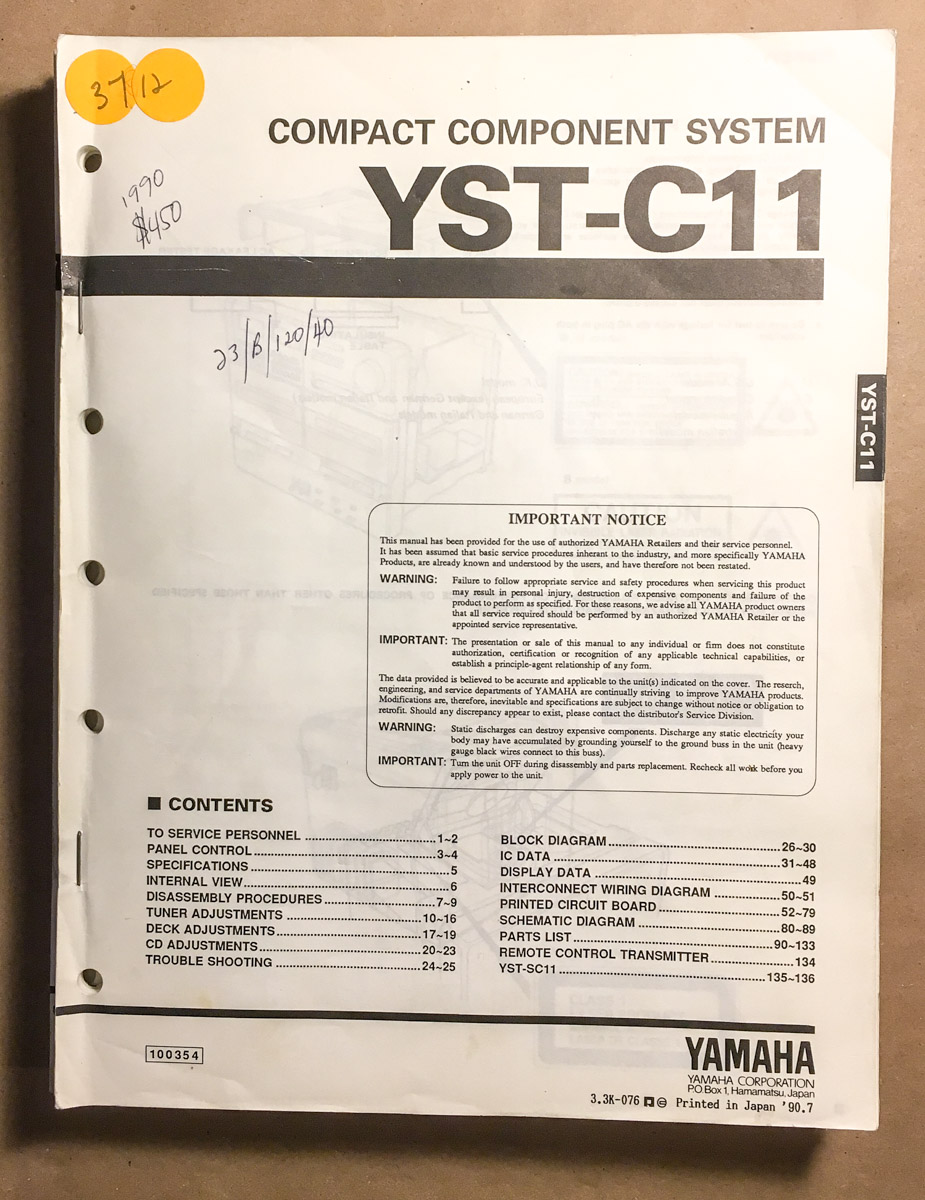 37 12
COMPACT COMPONENT SYSTEM
YST-C11
1990
$450
23/B/120/40
YST-C11
IMPORTANT NOTICE
This manual has been provided for the use of authorized YAMAHA Retailers and their service personnel.
It has been assumed that basic service procedures inherant to the industry, and more specifically YAMAHA
Products, are already known and understood by the users, and have therefore not been restated.
WARNING: Failure to follow appropriate service and safety procedures when servicing this product
may result in personal injury, destruction of expensive components and failure of the
product to perform as specified. For these reasons, we advise all YAMAHA product owners
that all service required should be performed by an authorized YAMAHA Retailer or the
appointed service representative.
IMPORTANT: The presentation or sale of this manual to any individual or firm does not constitute
authorization, certification or recognition of any applicable technical capabilities, or
establish a principle-agent relationship of any form.
The data provided is believed to be accurate and applicable to the unit(s) indicated on the cover. The reserch,
engineering, and service departments of YAMAHA are continually striving to improve YAMAHA products.
Modifications are, therefore, inevitable and specifications are subject to change without notice or obligation to
retrofit. Should any discrepancy appear to exist, please contact the distributor's Service Division.
WARNING: Static discharges can destroy expensive components. Discharge any static electricity your
body may have accumulated by grounding yourself to the ground buss in the unit (heavy
gauge black wires connect to this buss).
IMPORTANT: Turn the unit OFF during disassembly and parts replacement. Recheck all work before you
apply power to the unit.
■ CONTENTS
TO SERVICE PERSONNEL ........ 1~2
PANEL CONTROL ........ 3~4
SPECIFICATIONS ........ 5
INTERNAL VIEW ........ 6
DISASSEMBLY PROCEDURES ........ 7~9
TUNER ADJUSTMENTS ........ 10~16
DECK ADJUSTMENTS ........ 17~19
CD ADJUSTMENTS ........ 20~23
TROUBLE SHOOTING ........ 24~25
BLOCK DIAGRAM ........ 26~30
IC DATA ........ 31~48
DISPLAY DATA ........ 49
INTERCONNECT WIRING DIAGRAM ........ 50~51
PRINTED CIRCUIT BOARD ........ 52~79
SCHEMATIC DIAGRAM ........ 80~89
PARTS LIST ........ 90~133
REMOTE CONTROL TRANSMITTER ........ 134
YST-SC11 ........ 135~136
100354
YAMAHA
YAMAHA CORPORATION
P.O.Box 1, Hamamatsu, Japan
3.3K-076 Printed in Japan '90.7